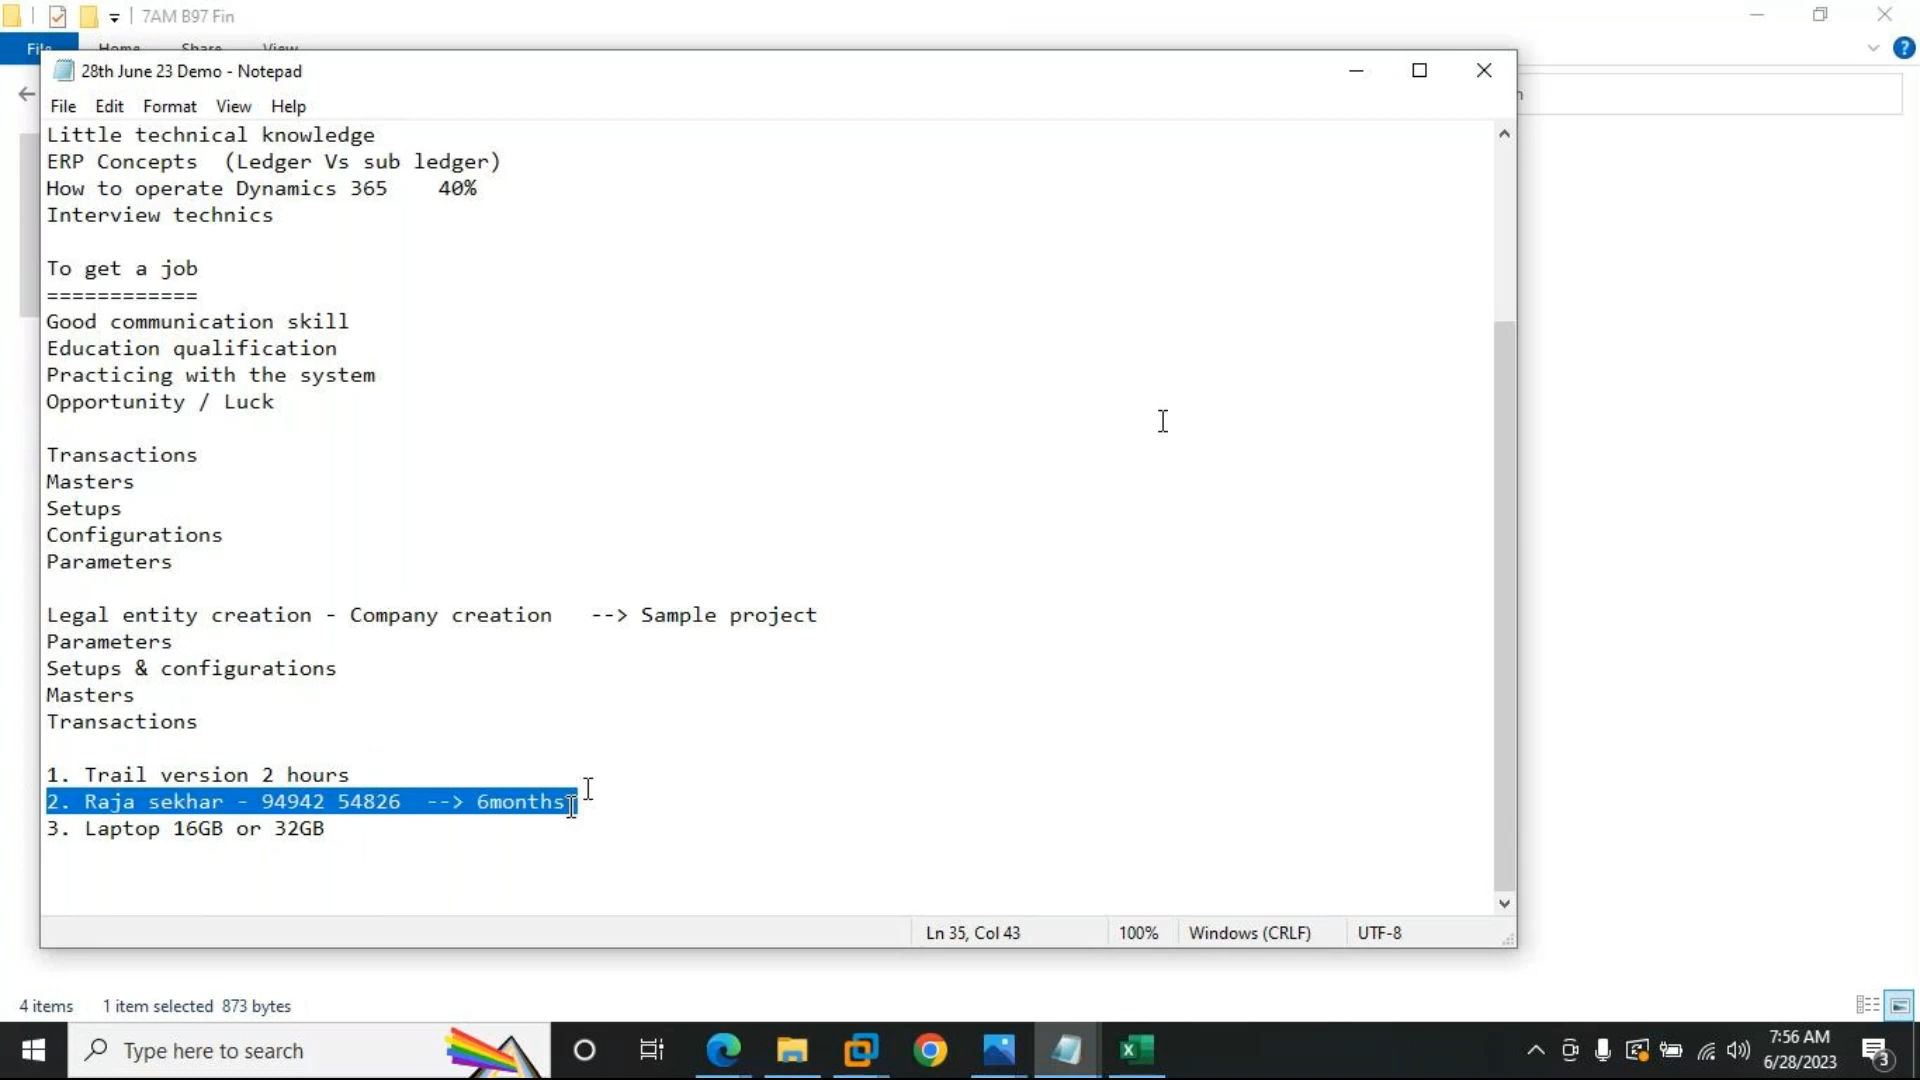 7AM B97 Fin
File Home Share View
28th June 23 Demo - Notepad
File Edit Format View Help
Little technical knowledge
ERP Concepts (Ledger Vs sub ledger)
How to operate Dynamics 365 40%
Interview technics
To get a job
============
Good communication skill
Education qualification
Practicing with the system
Opportunity / Luck
Transactions
Masters
Setups
Configurations
Parameters
Legal entity creation - Company creation --> Sample project
Parameters
Setups & configurations
Masters
Transactions
1. Trail version 2 hours
2. Raja sekhar - 94942 54826 --> 6months
3. Laptop 16GB or 32GB
Ln 35, Col 43 100% Windows (CRLF) UTF-8
4 items 1 item selected 873 bytes
Type here to search
7:56 AM
6/28/2023
3